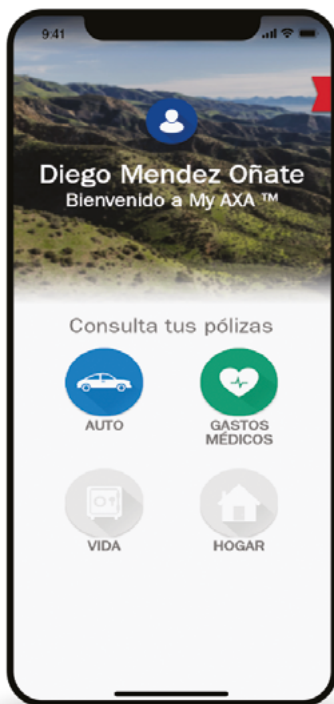 9:41
Diego Mendez Oñate
Bienvenido a My AXA ™
Consulta tus pólizas
AUTO
GASTOS
MÉDICOS
VIDA
HOGAR